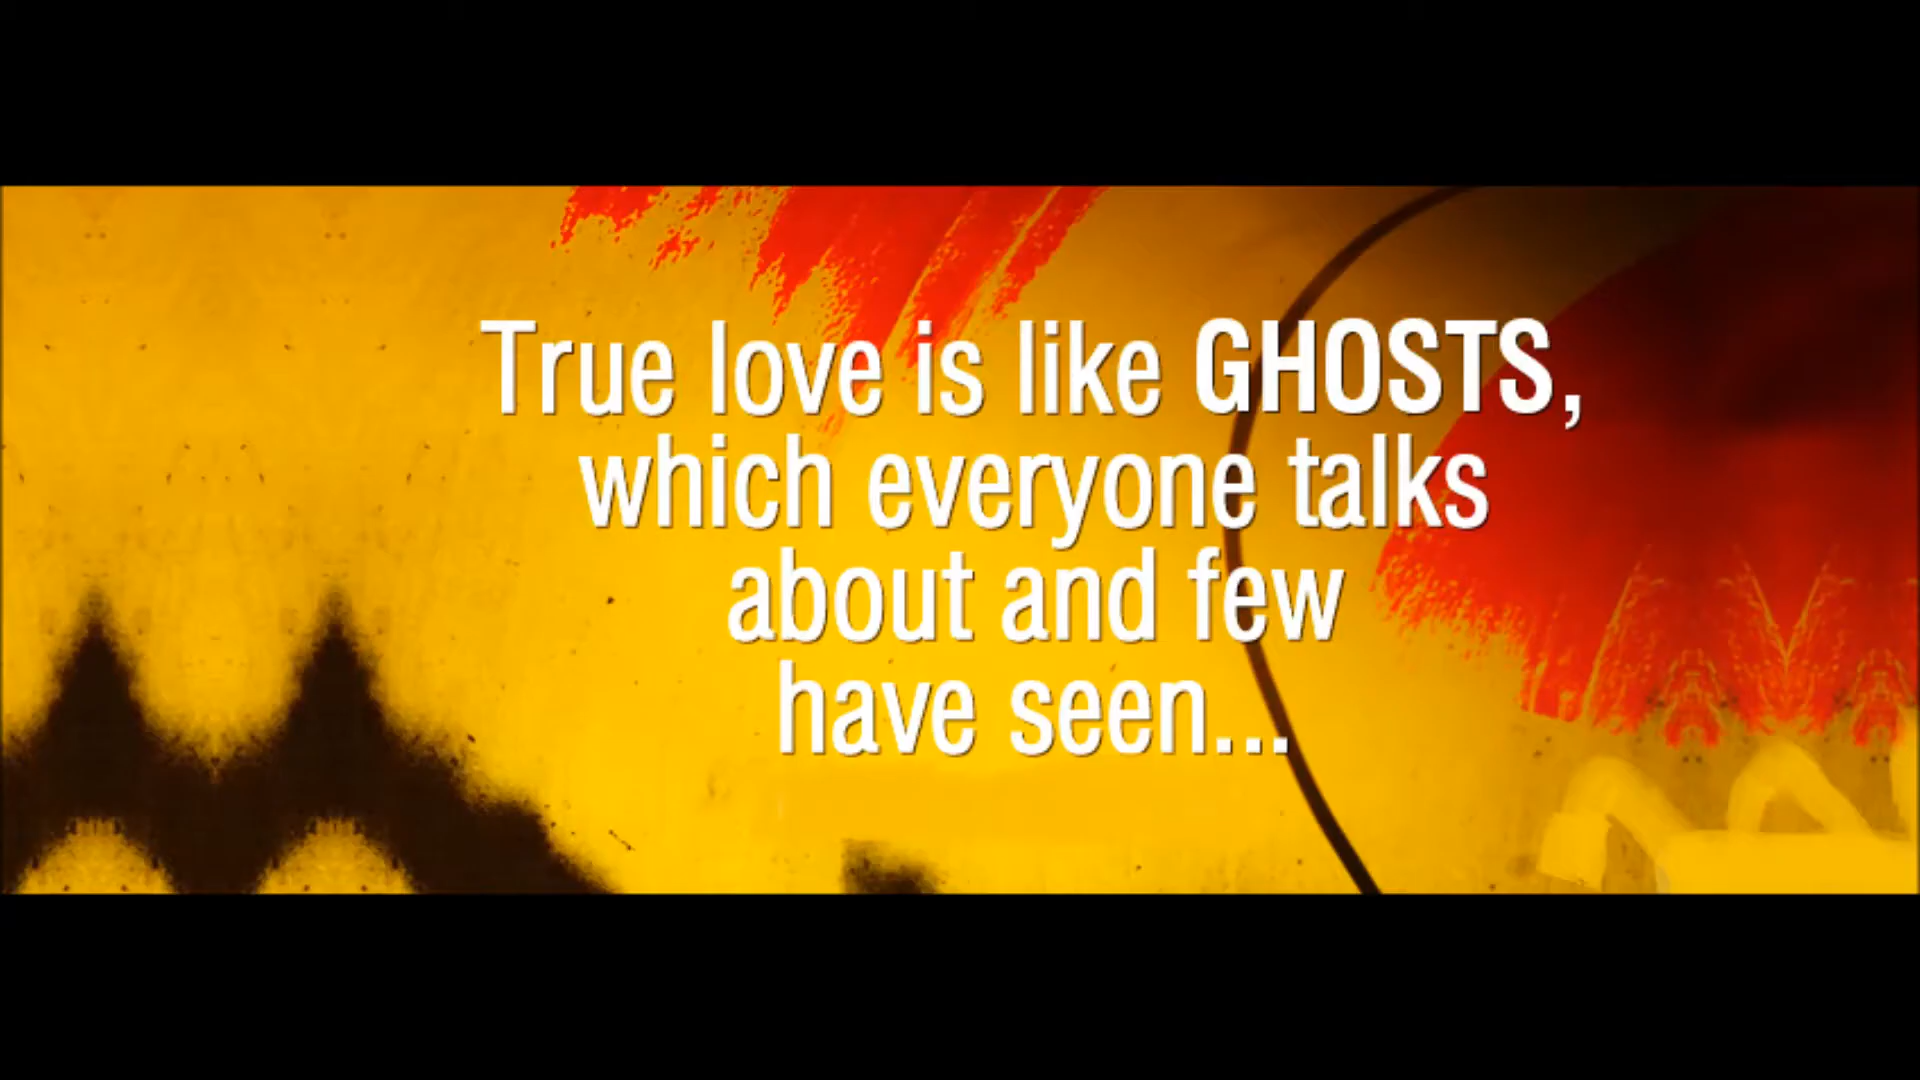 True love is like GHOSTS,
which everyone talks
about and few
have seen...